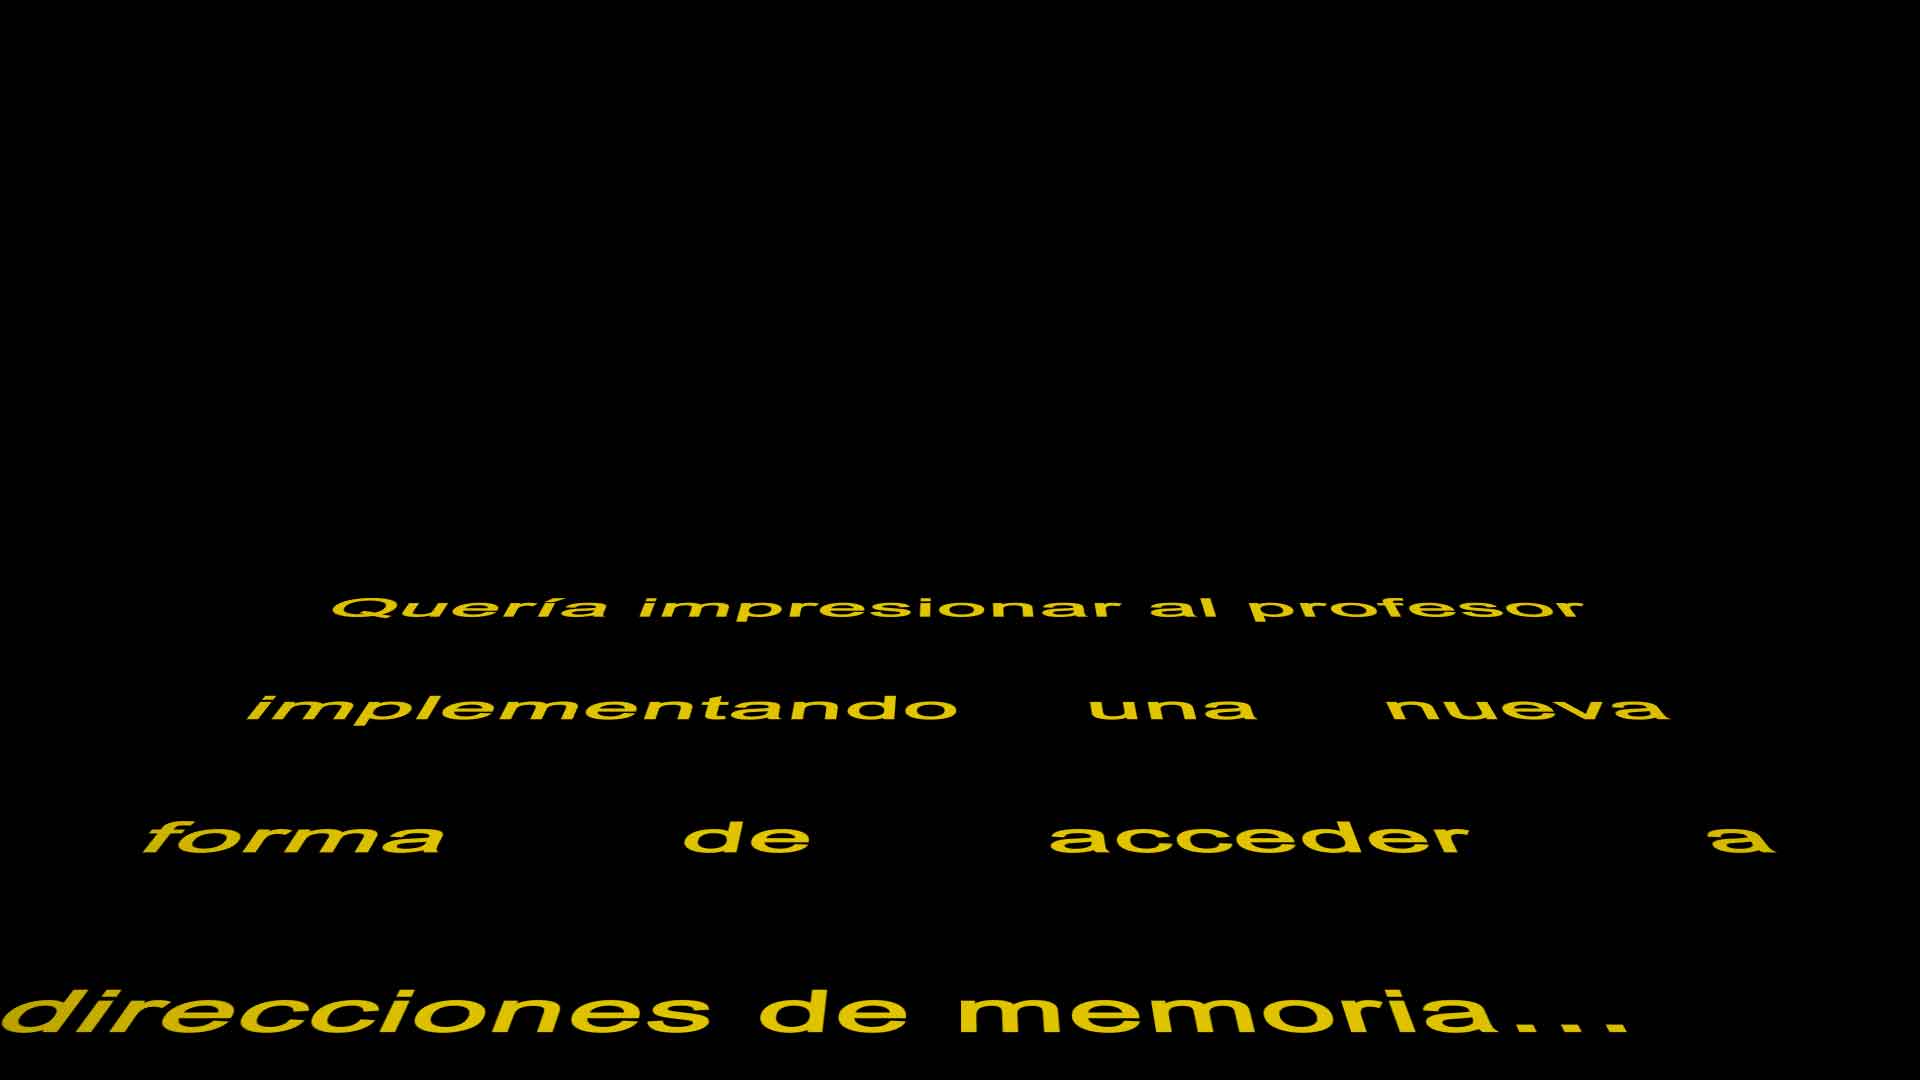 Quería impresionar al profesor
implementando una nueva
forma de acceder a
direcciones de memoria...